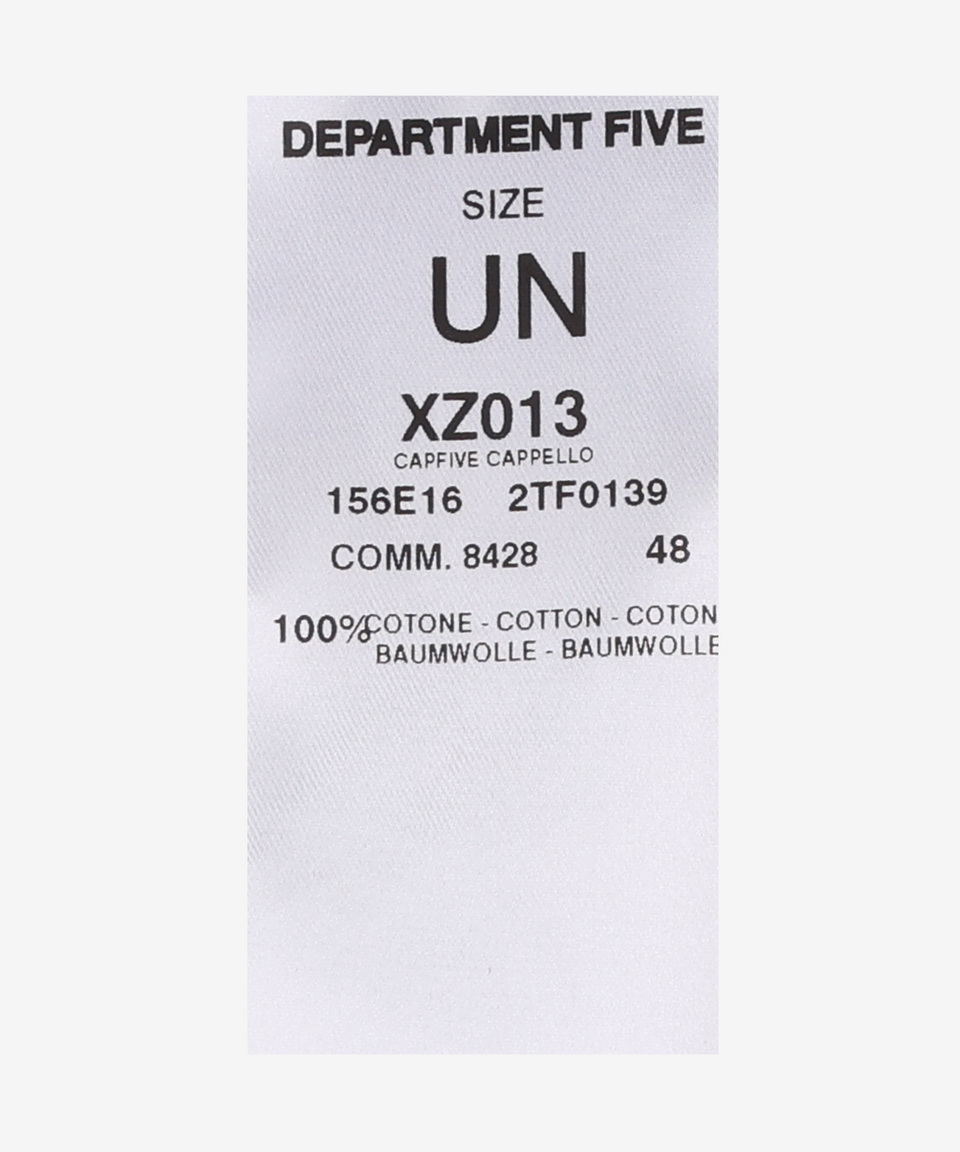 DEPARTMENT FIVE
SIZE
UN
XZ013
CAPFIVE CAPPELLO
156E16 2TF0139
COMM. 8428 48
100% COTONE - COTTON - COTON
BAUMWOLLE - BAUMWOLLE